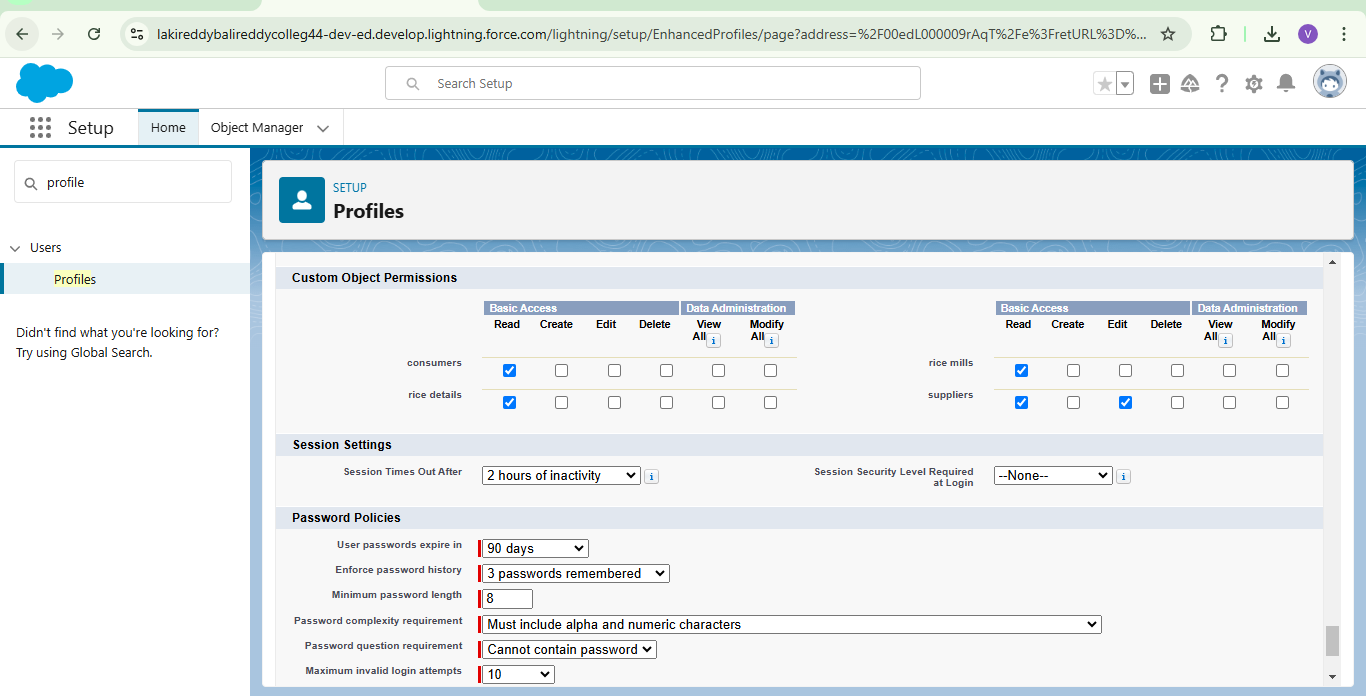 lakireddybalireddycolleg44-dev-ed.develop.lightning.force.com/lightning/setup/EnhancedProfiles/page?address=%2F00edL000009rAqT%2Fe%3FretURL%3D%...
V
Search Setup
Setup
Home
Object Manager
profile
Users
Profiles
Didn't find what you're looking for?
Try using Global Search.
SETUP
Profiles
Custom Object Permissions
Basic Access Data Administration
Read Create Edit Delete View All i Modify All i
consumers
rice details
Basic Access Data Administration
Read Create Edit Delete View All i Modify All i
rice mills
suppliers
Session Settings
Session Times Out After 2 hours of inactivity i
Session Security Level Required at Login --None-- i
Password Policies
User passwords expire in 90 days
Enforce password history 3 passwords remembered
Minimum password length 8
Password complexity requirement Must include alpha and numeric characters
Password question requirement Cannot contain password
Maximum invalid login attempts 10